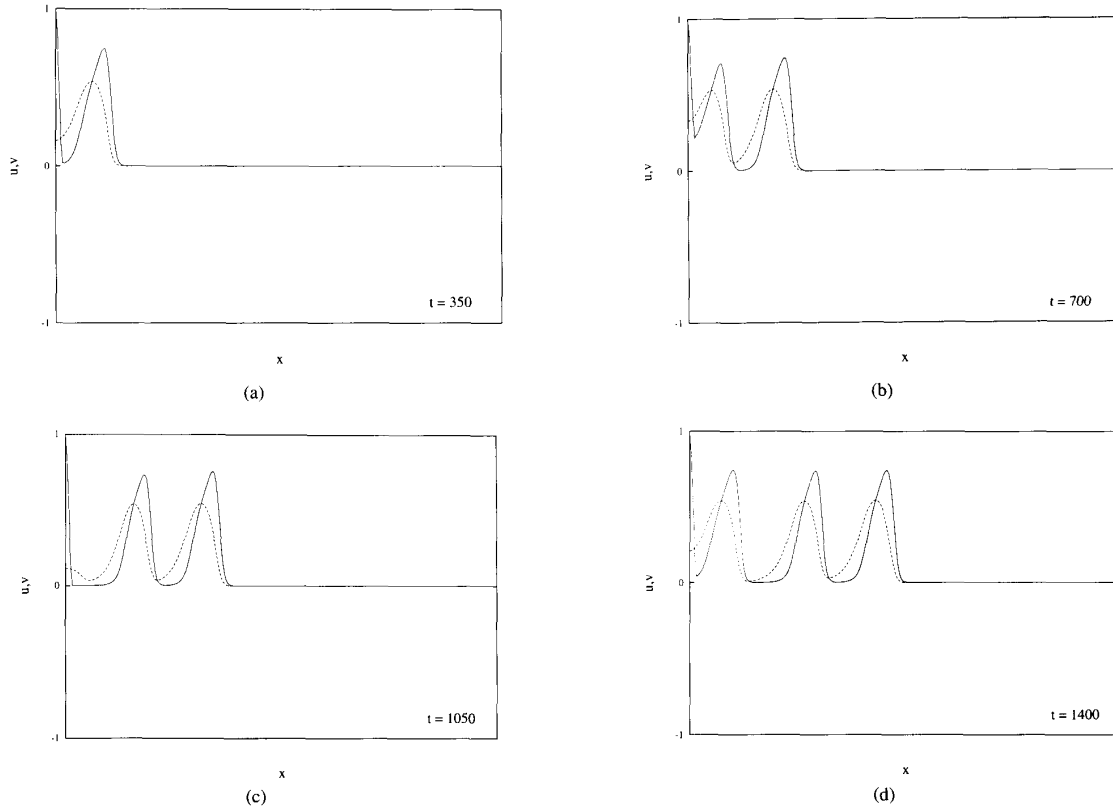 1
u,v
0
-1
t = 350
x
(a)
1
u,v
0
-1
t = 700
x
(b)
1
u,v
0
-1
t = 1050
x
(c)
1
u,v
0
-1
t = 1400
x
(d)